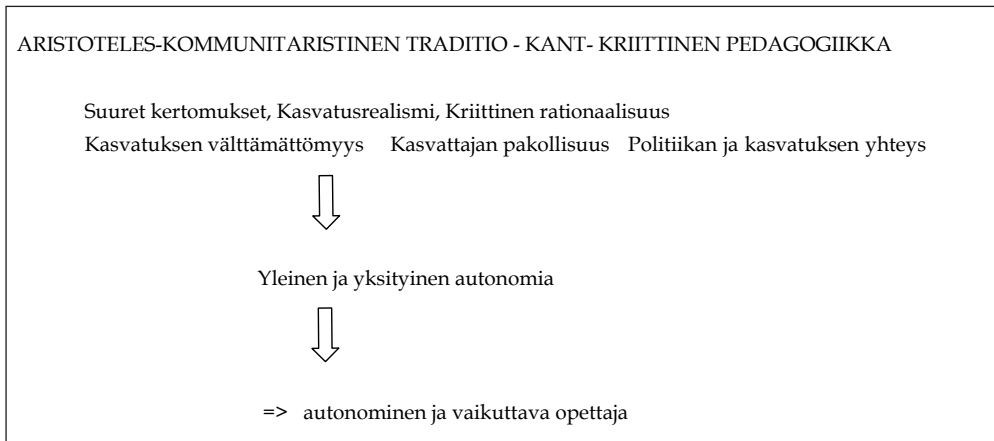 ARISTOTELES-KOMMUNITARISTINEN TRADITIO - KANT- KRIITTINEN PEDAGOGIIKKA
Suuret kertomukset, Kasvatusrealismi, Kriittinen rationaalisuus
Kasvatuksen välttämättömyys Kasvattajan pakollisuus Politiikan ja kasvatuksen yhteys
Yleinen ja yksityinen autonomia
=> autonominen ja vaikuttava opettaja